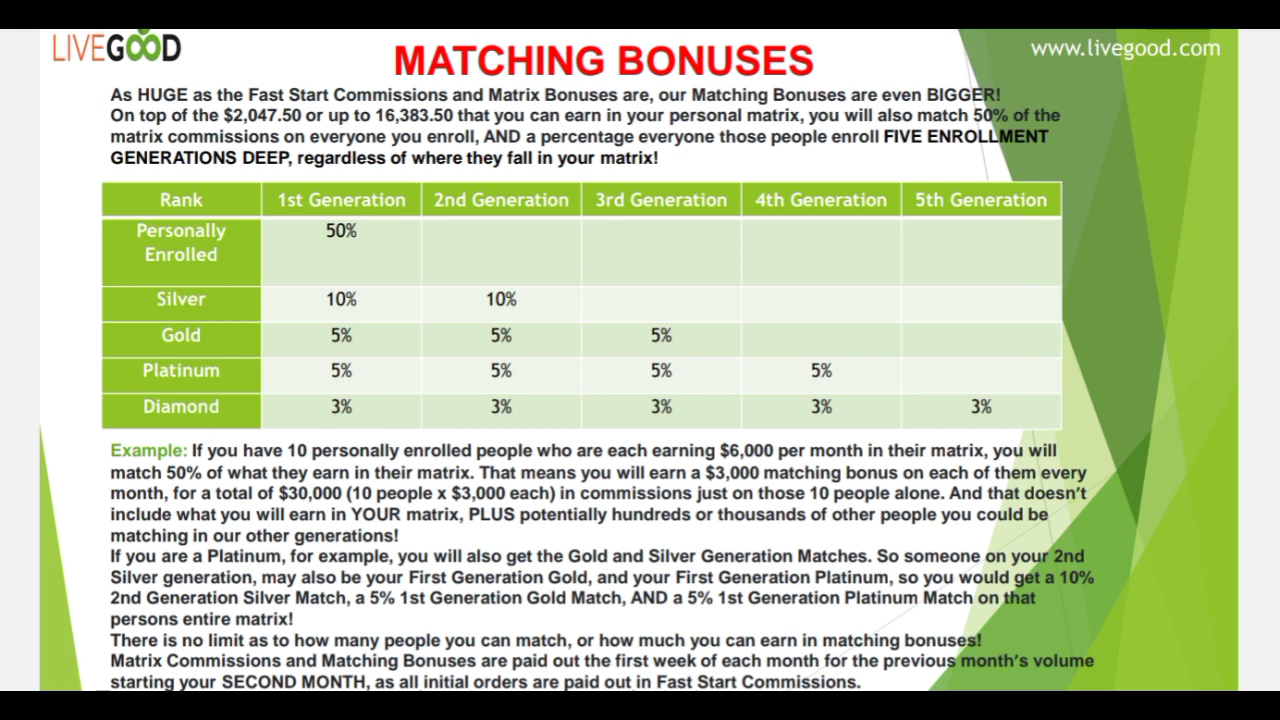 LIVEGOOD
www.livegood.com
MATCHING BONUSES
As HUGE as the Fast Start Commissions and Matrix Bonuses are, our Matching Bonuses are even BIGGER!
On top of the $2,047.50 or up to 16,383.50 that you can earn in your personal matrix, you will also match 50% of the
matrix commissions on everyone you enroll, AND a percentage everyone those people enroll FIVE ENROLLMENT
GENERATIONS DEEP, regardless of where they fall in your matrix!
Rank 1st Generation 2nd Generation 3rd Generation 4th Generation 5th Generation
Personally 50%
Enrolled
Silver 10% 10%
Gold 5% 5% 5%
Platinum 5% 5% 5% 5%
Diamond 3% 3% 3% 3% 3%
Example: If you have 10 personally enrolled people who are each earning $6,000 per month in their matrix, you will
match 50% of what they earn in their matrix. That means you will earn a $3,000 matching bonus on each of them every
month, for a total of $30,000 (10 people x $3,000 each) in commissions just on those 10 people alone. And that doesn't
include what you will earn in YOUR matrix, PLUS potentially hundreds or thousands of other people you could be
matching in our other generations!
If you are a Platinum, for example, you will also get the Gold and Silver Generation Matches. So someone on your 2nd
Silver generation, may also be your First Generation Gold, and your First Generation Platinum, so you would get a 10%
2nd Generation Silver Match, a 5% 1st Generation Gold Match, AND a 5% 1st Generation Platinum Match on that
persons entire matrix!
There is no limit as to how many people you can match, or how much you can earn in matching bonuses!
Matrix Commissions and Matching Bonuses are paid out the first week of each month for the previous month's volume
starting your SECOND MONTH, as all initial orders are paid out in Fast Start Commissions.